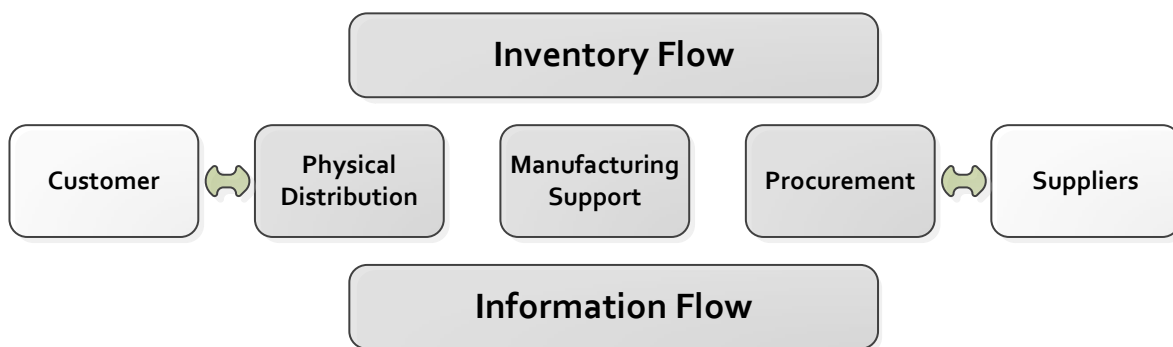 Inventory Flow
Customer
Physical
Distribution
Manufacturing
Support
Procurement
Suppliers
Information Flow